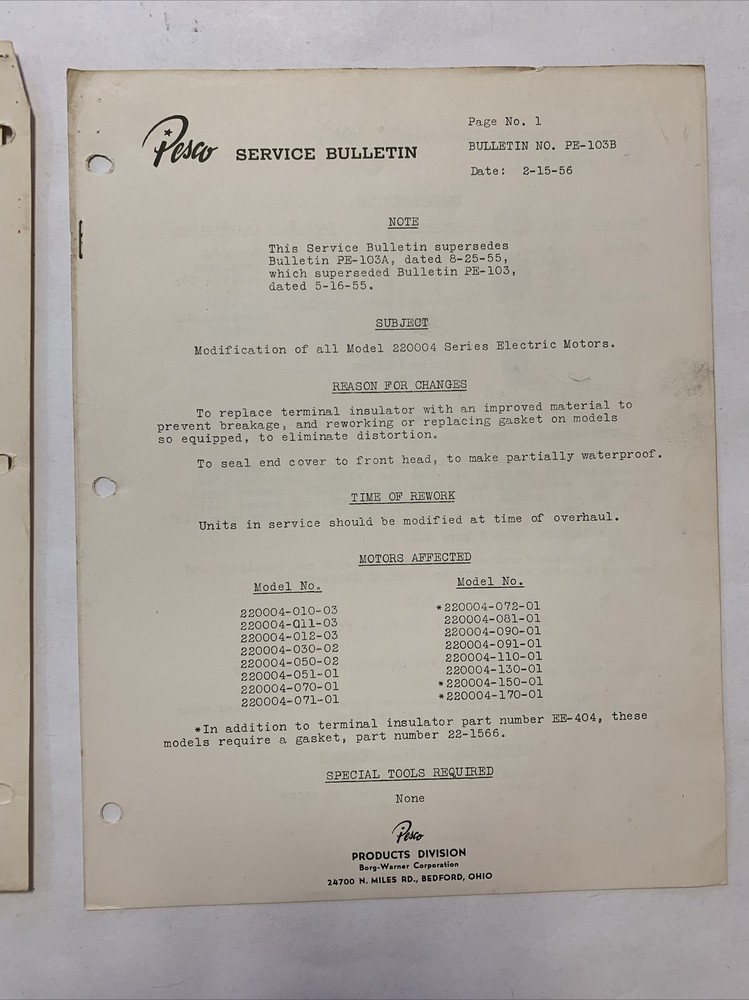 Page No. 1
Pesco SERVICE BULLETIN
BULLETIN NO. PE-103B
Date: 2-15-56
NOTE
This Service Bulletin supersedes
Bulletin PE-103A, dated 8-25-55,
which superseded Bulletin PE-103,
dated 5-16-55.
SUBJECT
Modification of all Model 220004 Series Electric Motors.
REASON FOR CHANGES
To replace terminal insulator with an improved material to
prevent breakage, and reworking or replacing gasket on models
so equipped, to eliminate distortion.
To seal end cover to front head, to make partially waterproof.
TIME OF REWORK
Units in service should be modified at time of overhaul.
MOTORS AFFECTED
Model No. Model No.
220004-010-03 *220004-072-01
220004-011-03 220004-081-01
220004-012-03 220004-090-01
220004-030-02 220004-091-01
220004-050-02 220004-110-01
220004-051-01 220004-130-01
220004-070-01 *220004-150-01
220004-071-01 *220004-170-01
*In addition to terminal insulator part number EE-404, these
models require a gasket, part number 22-1566.
SPECIAL TOOLS REQUIRED
None
Pesco
PRODUCTS DIVISION
Borg-Warner Corporation
24700 N. MILES RD., BEDFORD, OHIO